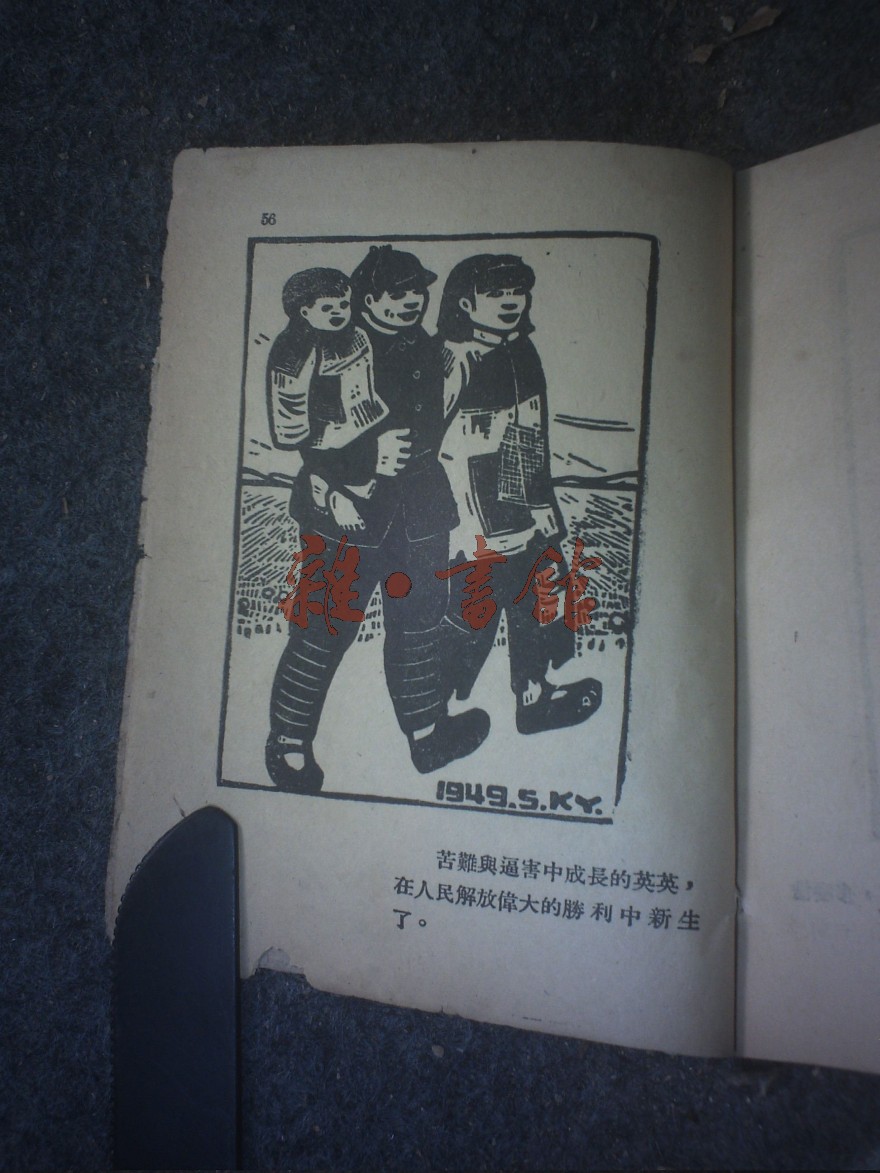 56
雜·書館
1949.S.KY.
苦難與逼害中成長的英英，
在人民解放偉大的勝利中新生
了。